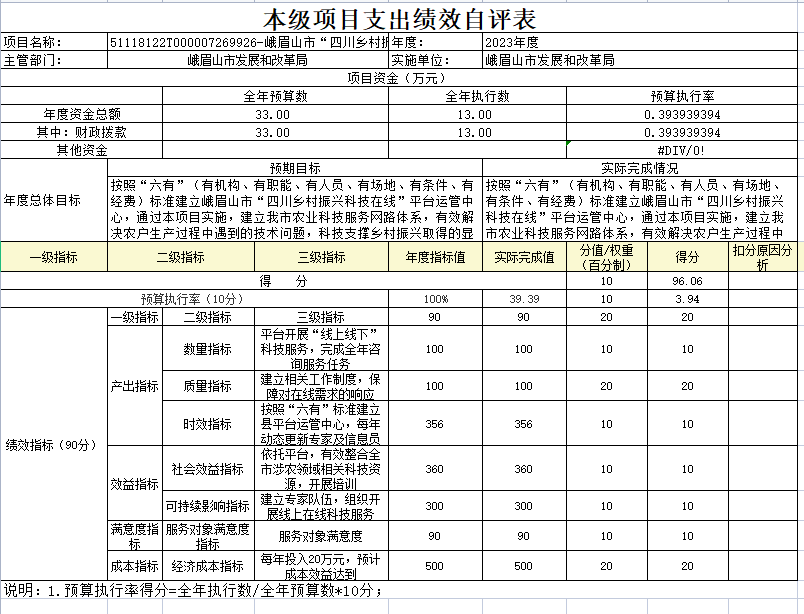 本级项目支出绩效自评表
项目名称： 51118122T000007269926-峨眉山市“四川乡村振 年度： 2023年度
主管部门： 峨眉山市发展和改革局 实施单位： 峨眉山市发展和改革局
项目资金（万元）
全年预算数 全年执行数 预算执行率
年度资金总额 33.00 13.00 0.393939394
其中：财政拨款 33.00 13.00 0.393939394
其他资金 #DIV/0!
年度总体目标
预期目标 实际完成情况
按照“六有”（有机构、有职能、有人员、有场地、有条件、有
经费）标准建立峨眉山市“四川乡村振兴科技在线”平台运管中
心，通过本项目实施，建立我市农业科技服务网路体系，有效解
决农户生产过程中遇到的技术问题，科技支撑乡村振兴取得的显
按照“六有”（有机构、有职能、有人员、有场地、
有条件、有经费）标准建立峨眉山市“四川乡村振兴
科技在线”平台运管中心，通过本项目实施，建立我
市农业科技服务网路体系，有效解决农户生产过程中
一级指标 二级指标 三级指标 年度指标值 实际完成值 分值/权重 得分 扣分原因分
（百分制） 析
得 分 10 96.06
预算执行率（10分） 100% 39.39 10 3.94
绩效指标（90分）
一级指标 二级指标 三级指标 90 90 20 20
产出指标
数量指标
平台开展“线上线下”
科技服务，完成全年咨
询服务任务
100 100 10 10
质量指标
建立相关工作制度，保
障对在线需求的响应
100 100 20 20
时效指标
按照“六有”标准建立
县平台运管中心，每年
动态更新专家及信息员
356 356 10 10
效益指标
社会效益指标
依托平台，有效整合全
市涉农领域相关科技资
源，开展培训
360 360 10 10
可持续影响指标
建立专家队伍，组织开
展线上在线科技服务
300 300 10 10
满意度指
标
服务对象满意度
指标
服务对象满意度 90 90 10 10
成本指标 经济成本指标
每年投入20万元，预计
成本效益达到
500 500 20 20
说明：1.预算执行率得分=全年执行数/全年预算数*10分；